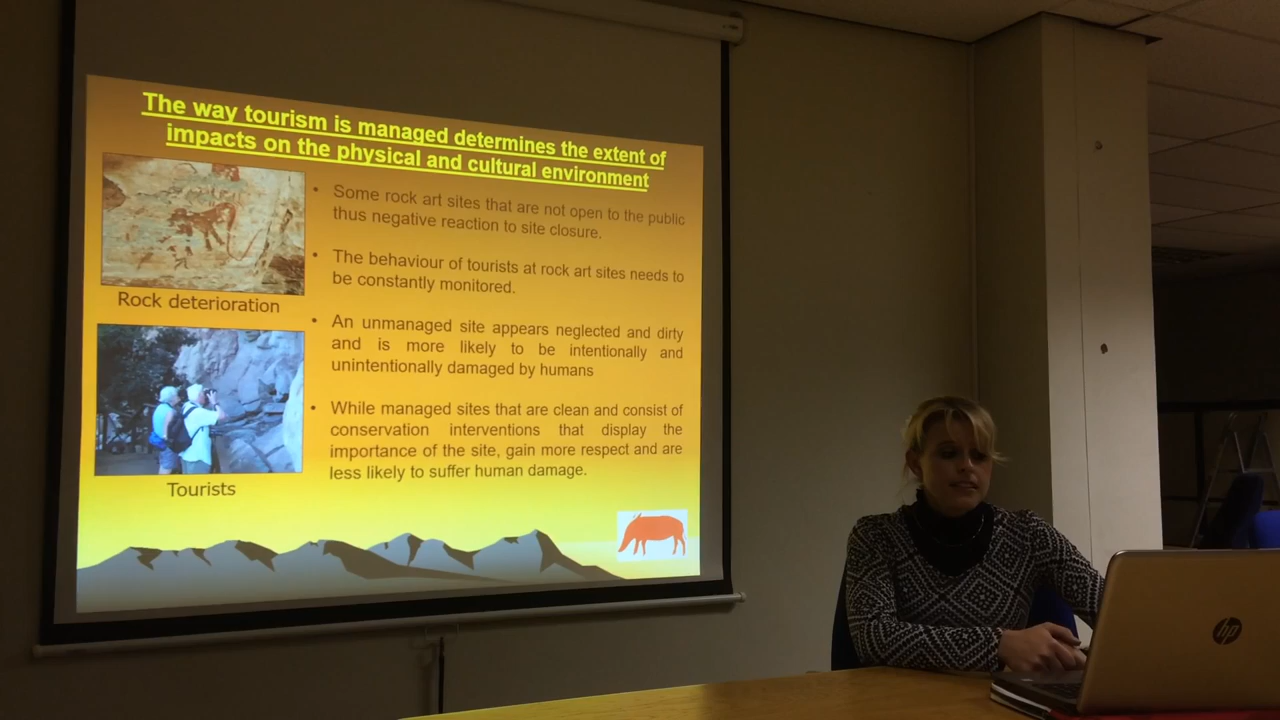 The way tourism is managed determines the extent of
impacts on the physical and cultural environment
• Some rock art sites that are not open to the public
thus negative reaction to site closure.
• The behaviour of tourists at rock art sites needs to
be constantly monitored.
Rock deterioration
• An unmanaged site appears neglected and dirty
and is more likely to be intentionally and
unintentionally damaged by humans
• While managed sites that are clean and consist of
conservation interventions that display the
importance of the site, gain more respect and are
less likely to suffer human damage.
Tourists
hp